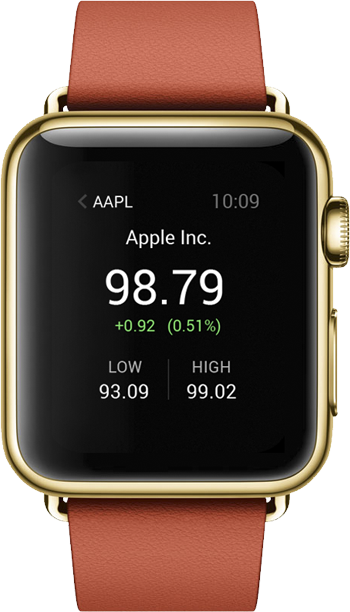 < AAPL 10:09
Apple Inc.
98.79
+0.92 (0.51%)
LOW HIGH
93.09 99.02